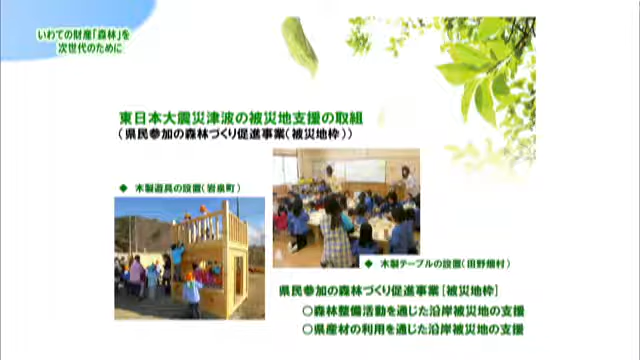 いわての財産「森林」を
次世代のために
東日本大震災津波の被災地支援の取組
（県民参加の森林づくり促進事業（被災地枠））
◆ 木製遊具の設置（岩泉町）
◆ 木製テーブルの設置（田野畑村）
県民参加の森林づくり促進事業［被災地枠］
○森林整備活動を通じた沿岸被災地の支援
○県産材の利用を通じた沿岸被災地の支援